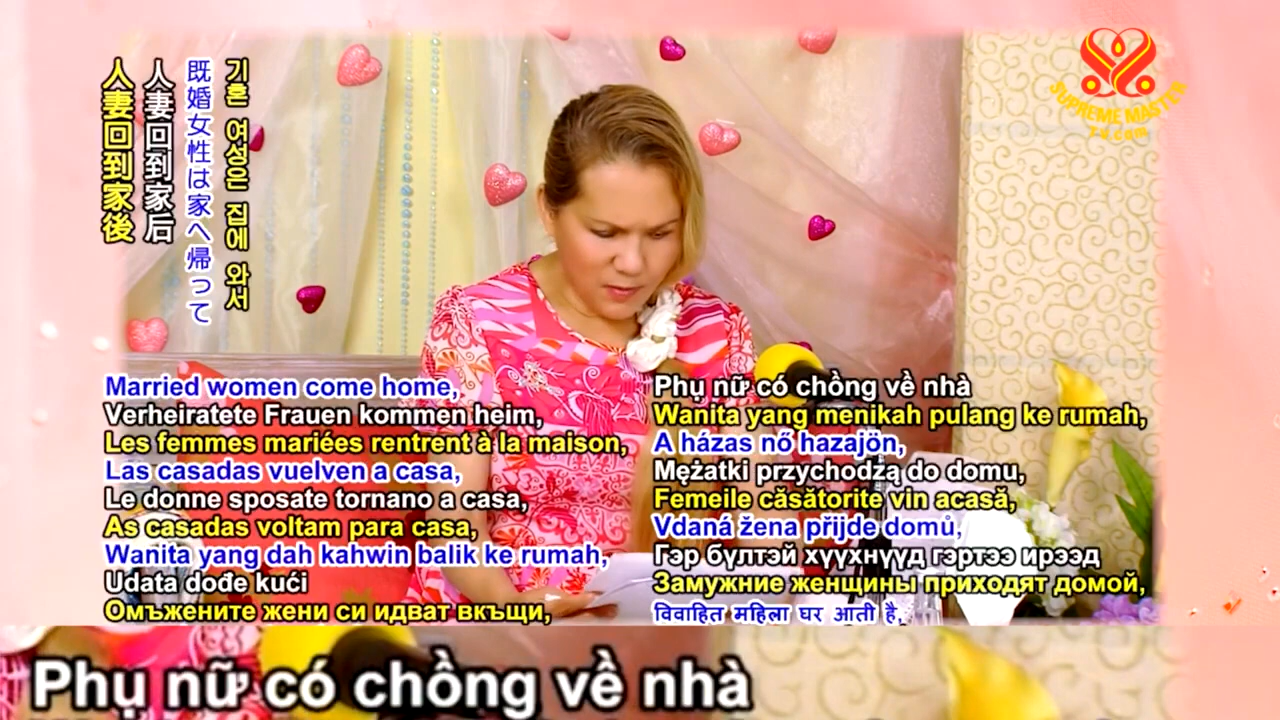 人妻回到家後
人妻回到家后
既婚女性は家へ帰って
기혼 여성은 집에 와서
SUPREME MASTER
TV.com
Married women come home,
Verheiratete Frauen kommen heim,
Les femmes mariées rentrent à la maison,
Las casadas vuelven a casa,
Le donne sposate tornano a casa,
As casadas voltam para casa,
Wanita yang dah kahwin balik ke rumah,
Udata dođe kući
Омъжените жени си идват вкъщи,
Phụ nữ có chồng về nhà
Wanita yang menikah pulang ke rumah,
A házas nő hazajön,
Mężatki przychodzą do domu,
Femeile căsătorite vin acasă,
Vdaná žena přijde domů,
Гэр бүлтэй хүүхнүүд гэртээ ирээд
Замужние женщины приходят домой,
विवाहित महिला घर आती है,
Phụ nữ có chồng về nhà